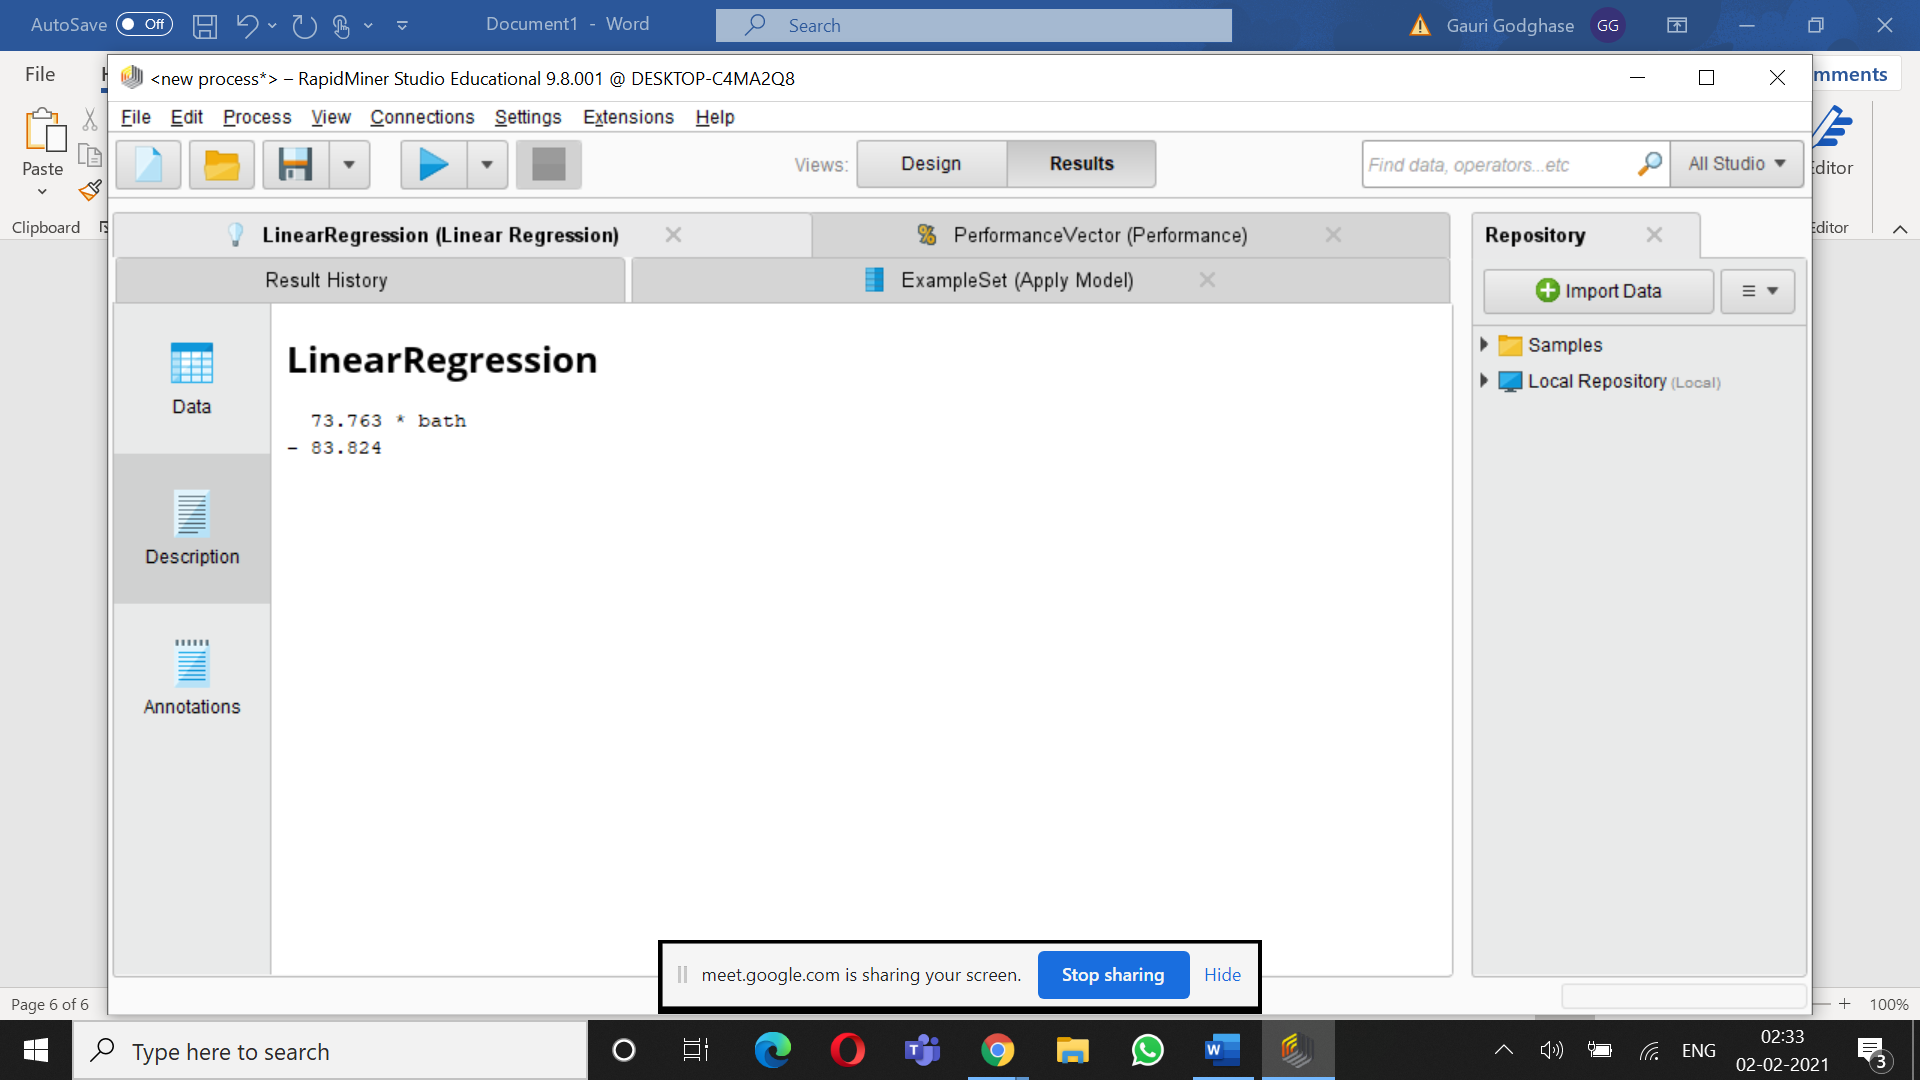 AutoSave Off Document1 - Word Search Gauri Godghase GG
File mments
<new process*> – RapidMiner Studio Educational 9.8.001 @ DESKTOP-C4MA2Q8
File Edit Process View Connections Settings Extensions Help
Paste Views: Design Results Find data, operators...etc All Studio ditor
Clipboard ditor
LinearRegression (Linear Regression) PerformanceVector (Performance) Repository
Result History ExampleSet (Apply Model) Import Data
Samples
Local Repository (Local)
Data
Description
Annotations
LinearRegression
73.763 * bath
- 83.824
meet.google.com is sharing your screen. Stop sharing Hide
Page 6 of 6 100%
Type here to search ENG 02:33
02-02-2021 3